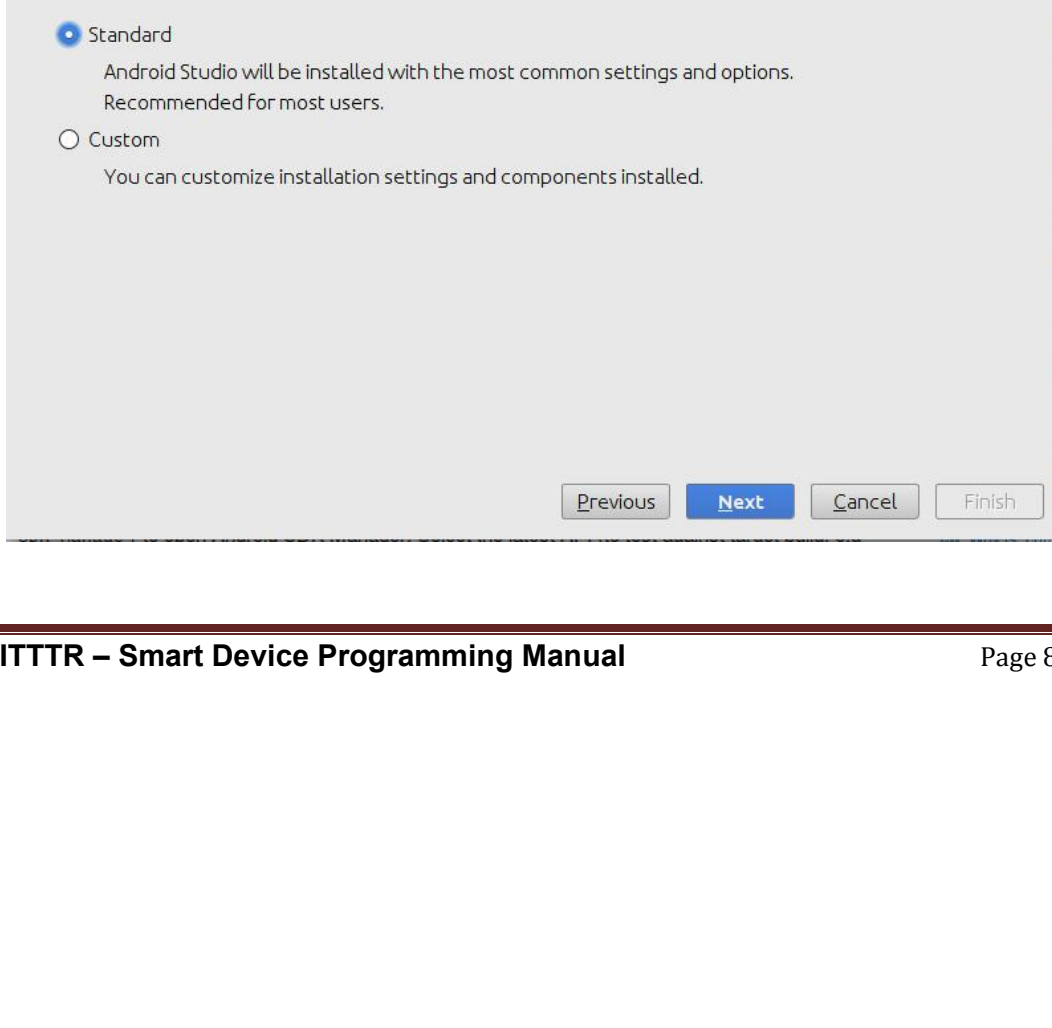 Standard
Android Studio will be installed with the most common settings and options.
Recommended for most users.
Custom
You can customize installation settings and components installed.
Previous Next Cancel Finish
ITTTR – Smart Device Programming Manual Page 8